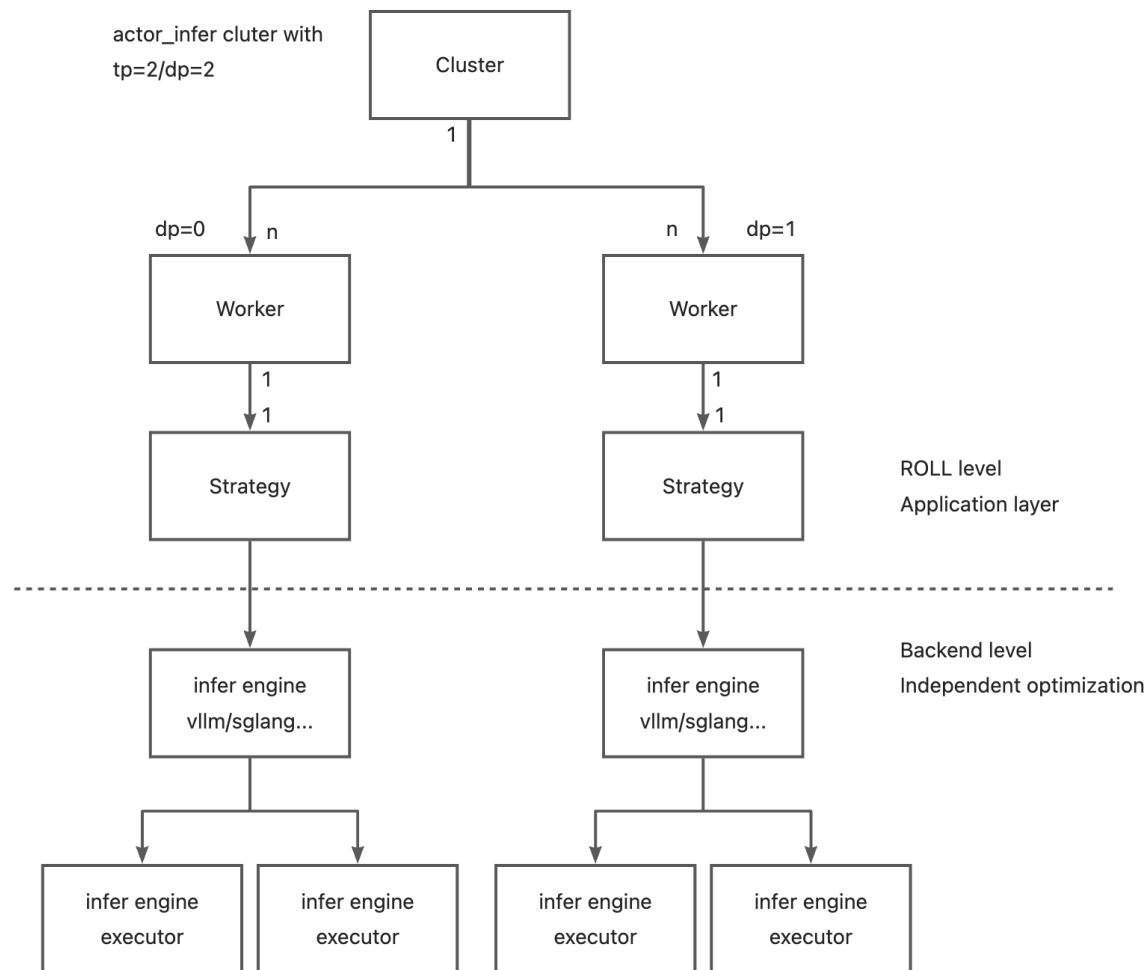 actor_infer cluter with
tp=2/dp=2
Cluster
1
dp=0
n
n
dp=1
Worker
Worker
1
1
1
1
Strategy
Strategy
ROLL level
Application layer
infer engine
vllm/sglang...
infer engine
vllm/sglang...
Backend level
Independent optimization
infer engine
executor
infer engine
executor
infer engine
executor
infer engine
executor